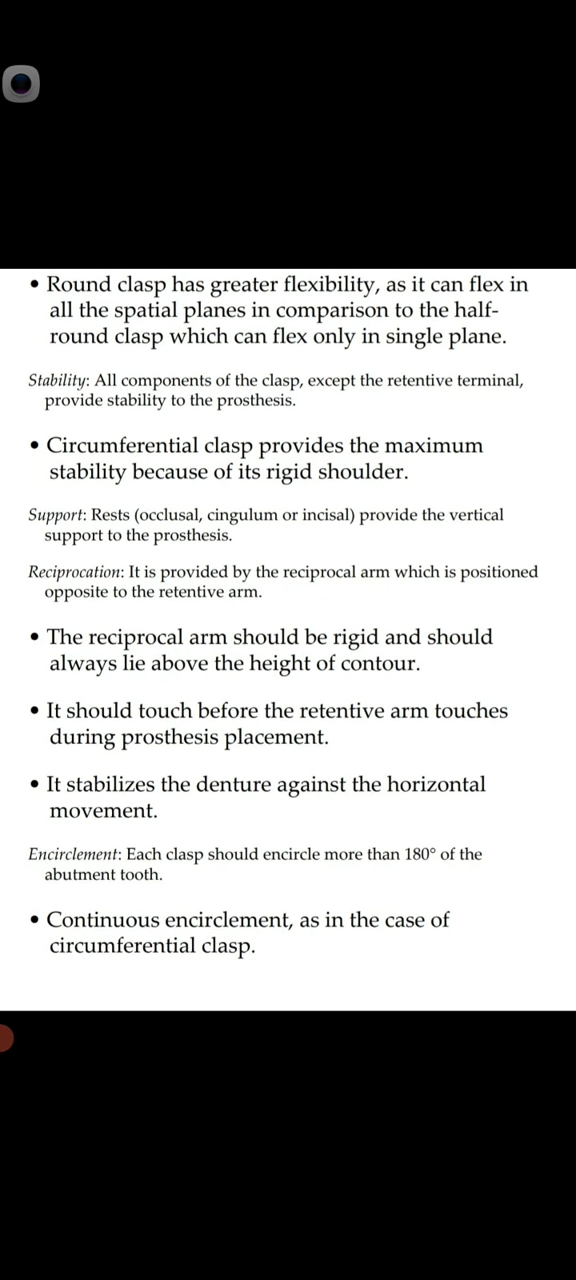 • Round clasp has greater flexibility, as it can flex in
all the spatial planes in comparison to the half-
round clasp which can flex only in single plane.
Stability: All components of the clasp, except the retentive terminal,
provide stability to the prosthesis.
• Circumferential clasp provides the maximum
stability because of its rigid shoulder.
Support: Rests (occlusal, cingulum or incisal) provide the vertical
support to the prosthesis.
Reciprocation: It is provided by the reciprocal arm which is positioned
opposite to the retentive arm.
• The reciprocal arm should be rigid and should
always lie above the height of contour.
• It should touch before the retentive arm touches
during prosthesis placement.
• It stabilizes the denture against the horizontal
movement.
Encirclement: Each clasp should encircle more than 180° of the
abutment tooth.
• Continuous encirclement, as in the case of
circumferential clasp.